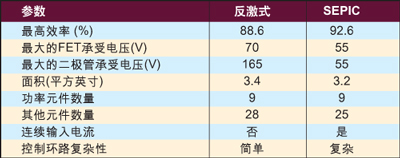 参数 反激式 SEPIC
最高效率 (%) 88.6 92.6
最大的FET承受电压(V) 70 55
最大的二极管承受电压(V) 165 55
面积(平方英寸) 3.4 3.2
功率元件数量 9 9
其他元件数量 28 25
连续输入电流 否 是
控制环路复杂性 简单 复杂